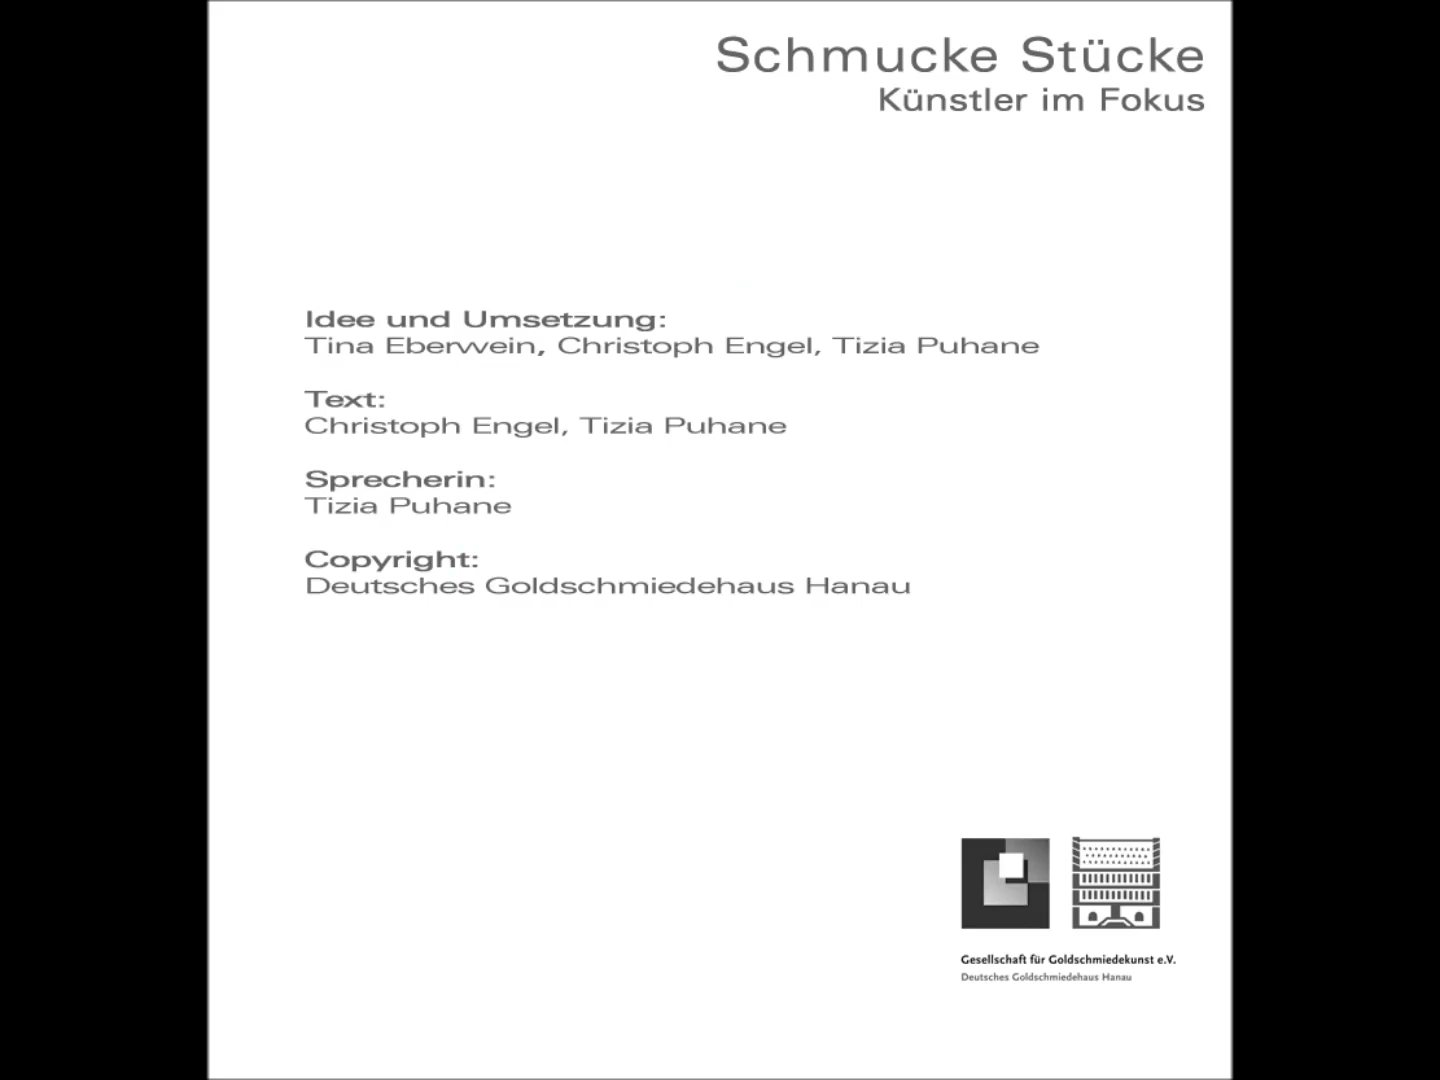 Schmucke Stücke
Künstler im Fokus
Idee und Umsetzung:
Tina Eberwein, Christoph Engel, Tizia Puhane
Text:
Christoph Engel, Tizia Puhane
Sprecherin:
Tizia Puhane
Copyright:
Deutsches Goldschmiedehaus Hanau
Gesellschaft für Goldschmiedekunst e.V.
Deutsches Goldschmiedehaus Hanau